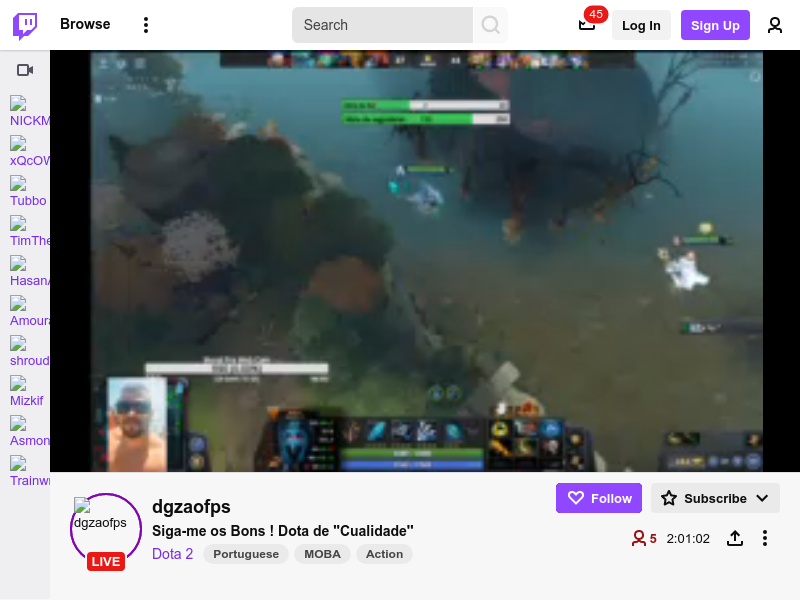 Browse
Search
45
Log In
Sign Up
NICKM
xQcOW
Tubbo
TimThe
HasanA
Amoura
shroud
Mizkif
Asmon
Trainw
dgzaofps
LIVE
dgzaofps
Siga-me os Bons ! Dota de "Cualidade"
Dota 2
Portuguese
MOBA
Action
Follow
Subscribe
5
2:01:02